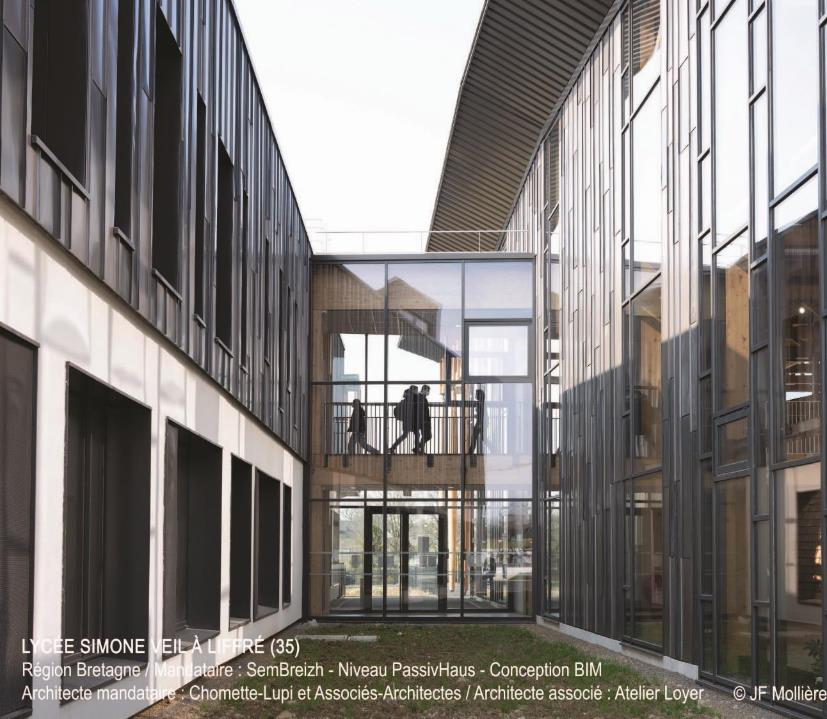 LYCEE SIMONE VEIL À LIFFRÉ (35)
Région Bretagne / Mandataire : SemBreizh - Niveau PassivHaus - Conception BIM
Architecte mandataire : Chomette-Lupi et Associés-Architectes / Architecte associé : Atelier Loyer © JF Mollière